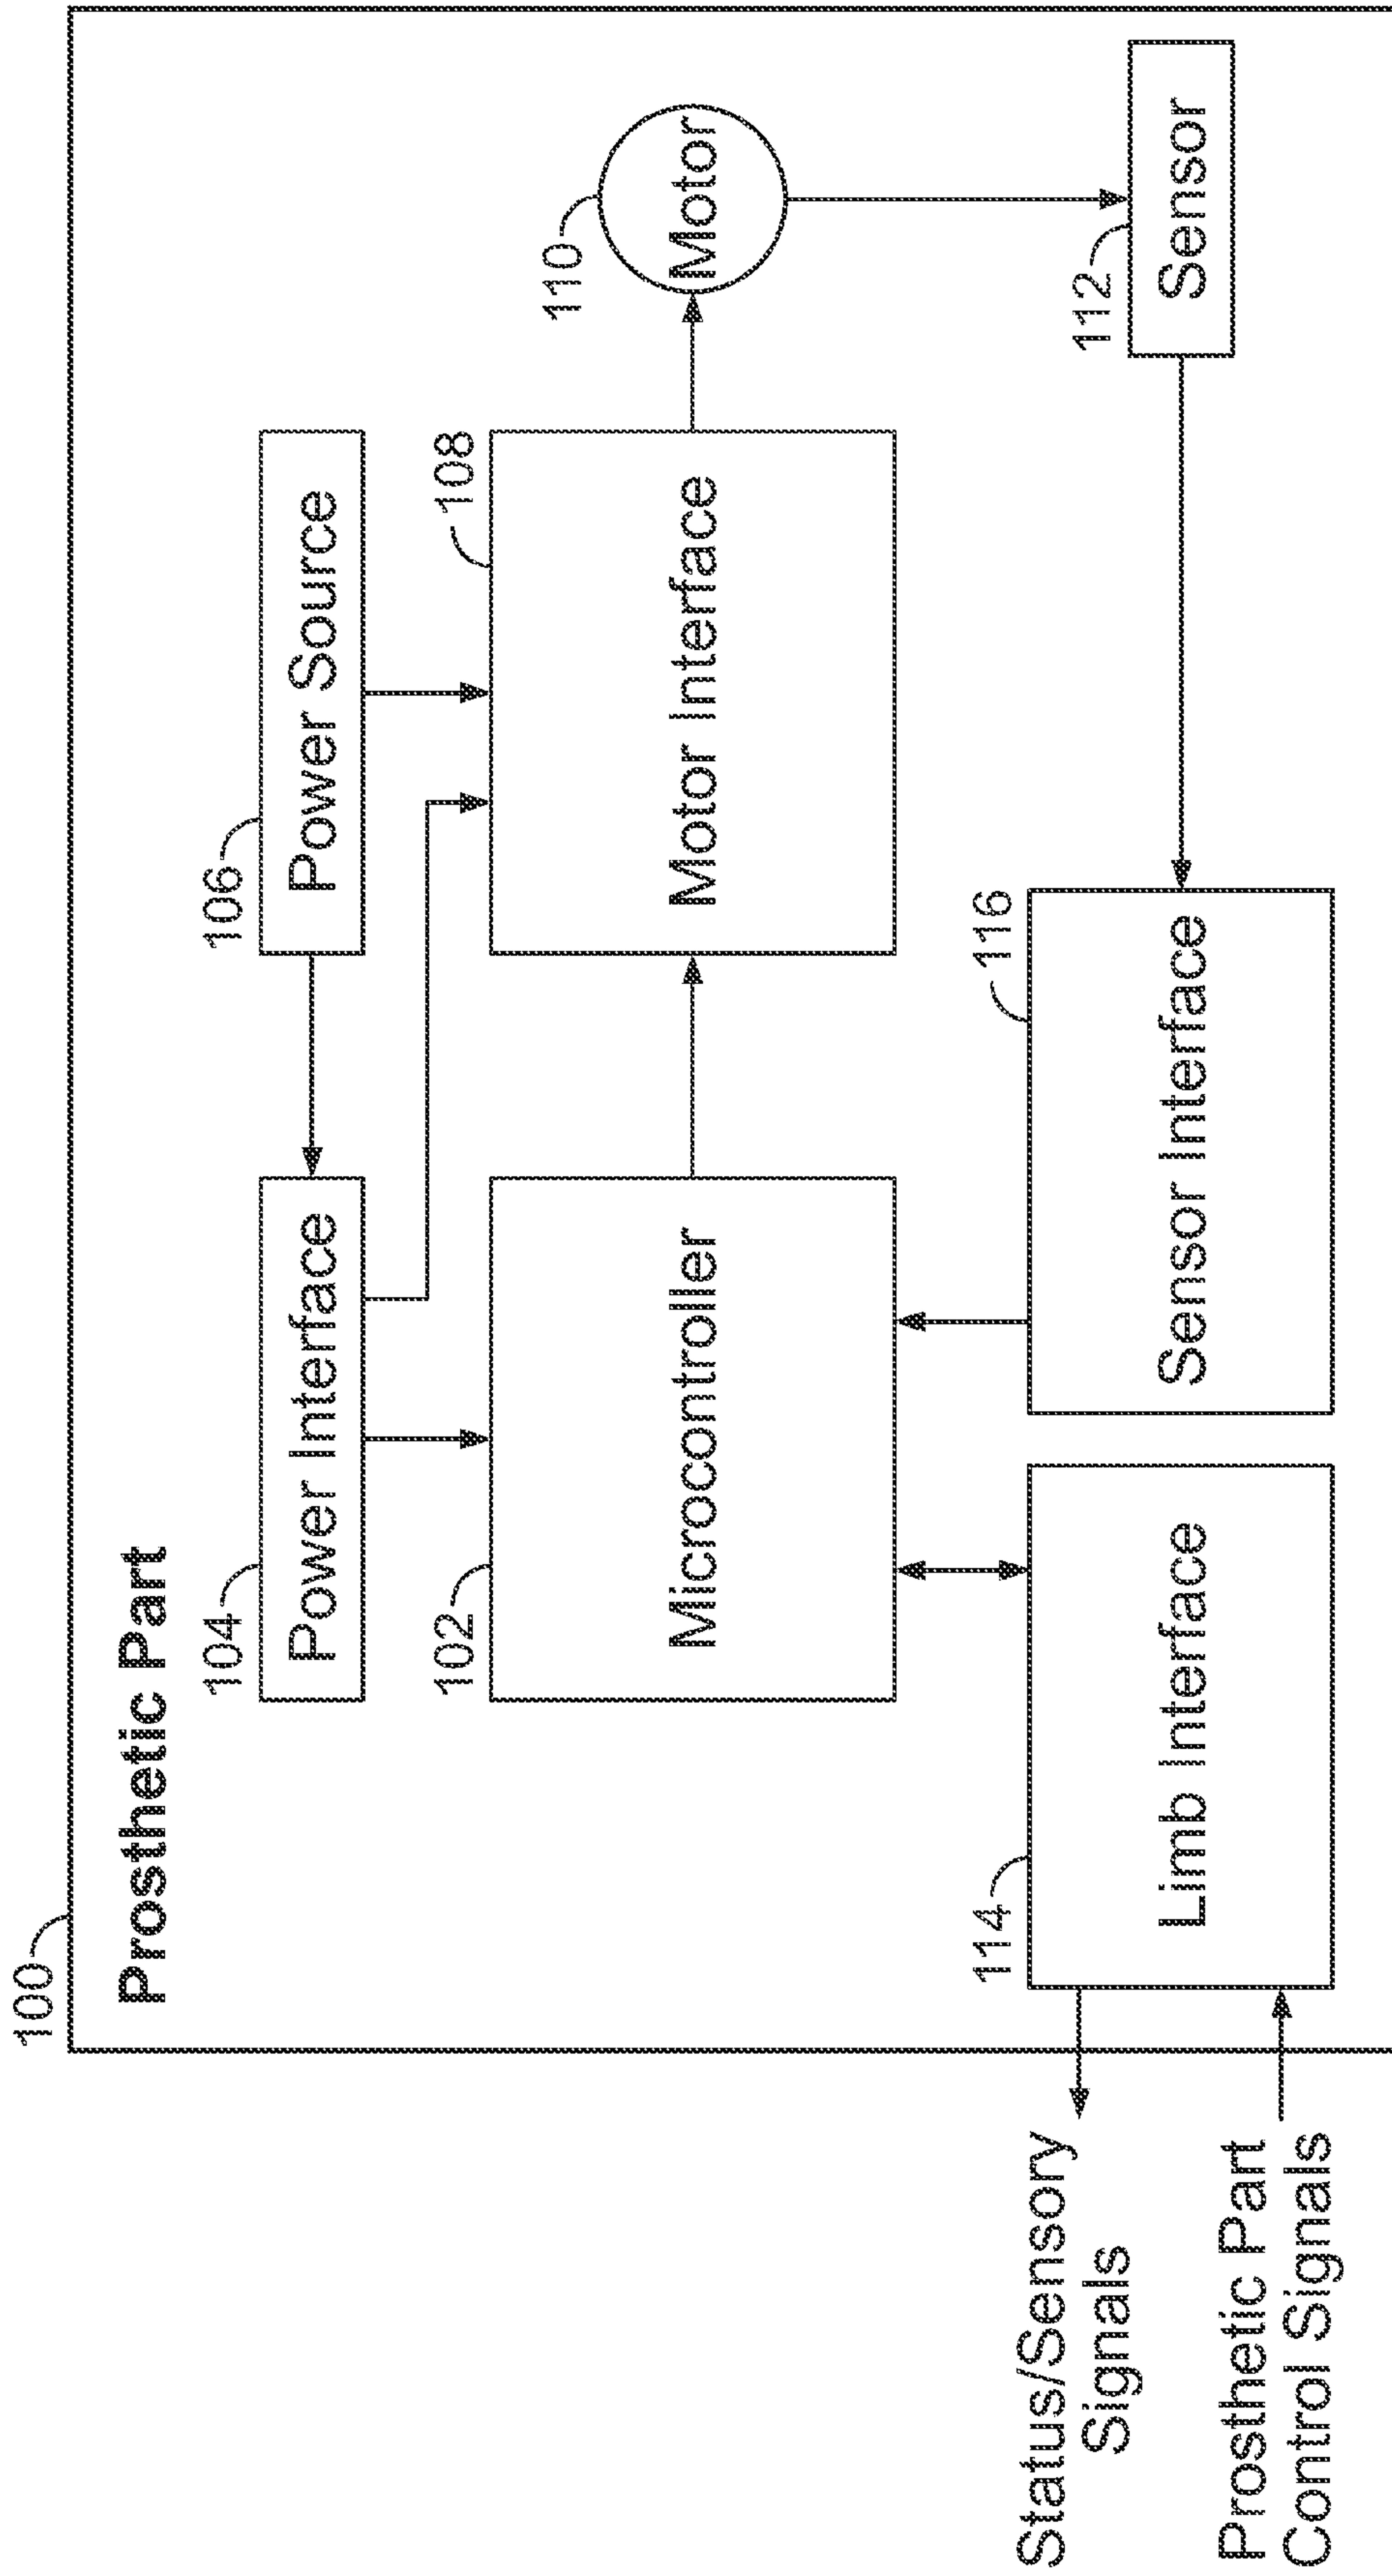 100
Prosthetic Part
104
Power Interface
106
Power Source
102
Microcontroller
108
Motor Interface
110
Motor
114
Limb Interface
116
Sensor Interface
112
Sensor
Status/Sensory
Signals
Prosthetic Part
Control Signals